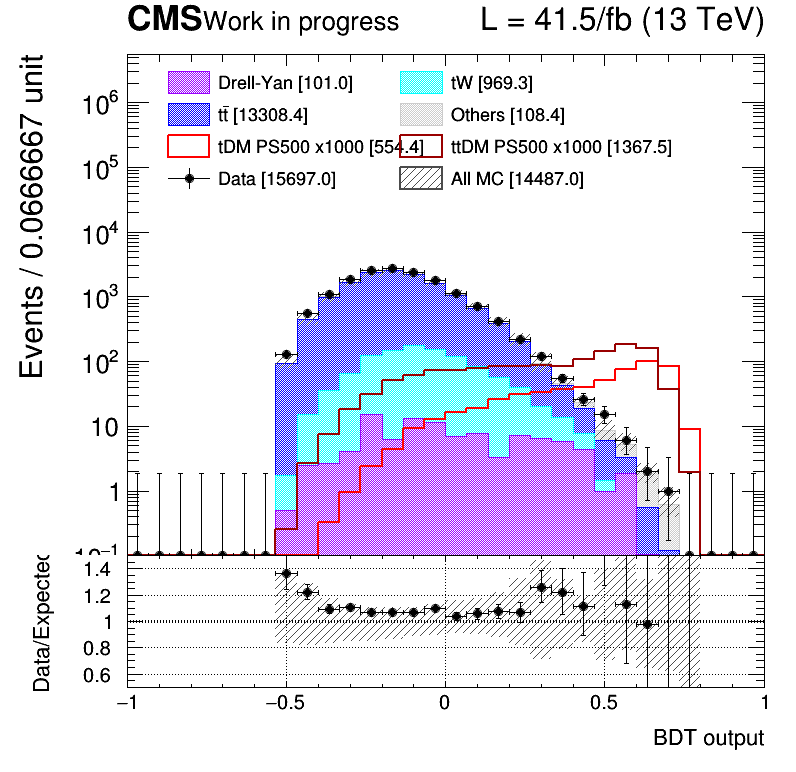 CMS Work in progress L = 41.5/fb (13 TeV)
Events / 0.0666667 unit
Drell-Yan [101.0] tW [969.3]
tt̄ [13308.4] Others [108.4]
tDM PS500 x1000 [554.4] ttDM PS500 x1000 [1367.5]
Data [15697.0] All MC [14487.0]
10⁶
10⁵
10⁴
10³
10²
10
1
10⁻¹
Data/Expected
1.4
1.2
1
0.8
0.6
−1 −0.5 0 0.5 1
BDT output